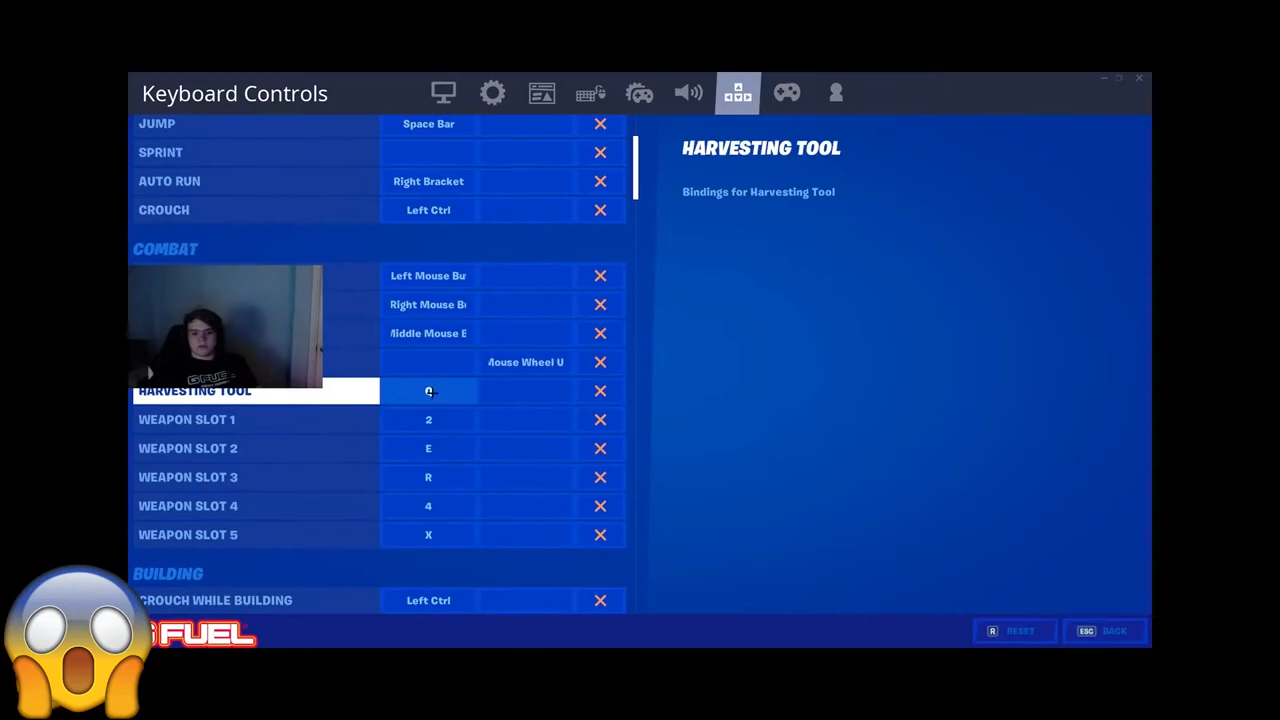 Keyboard Controls
JUMP Space Bar
SPRINT
AUTO RUN Right Bracket
CROUCH Left Ctrl
COMBAT
Left Mouse Bu
Right Mouse B
Middle Mouse B
Mouse Wheel U
HARVESTING TOOL
WEAPON SLOT 1 2
WEAPON SLOT 2 E
WEAPON SLOT 3 R
WEAPON SLOT 4 4
WEAPON SLOT 5 X
BUILDING
CROUCH WHILE BUILDING Left Ctrl
HARVESTING TOOL
Bindings for Harvesting Tool
G FUEL
G FUEL
R RESET
ESC BACK